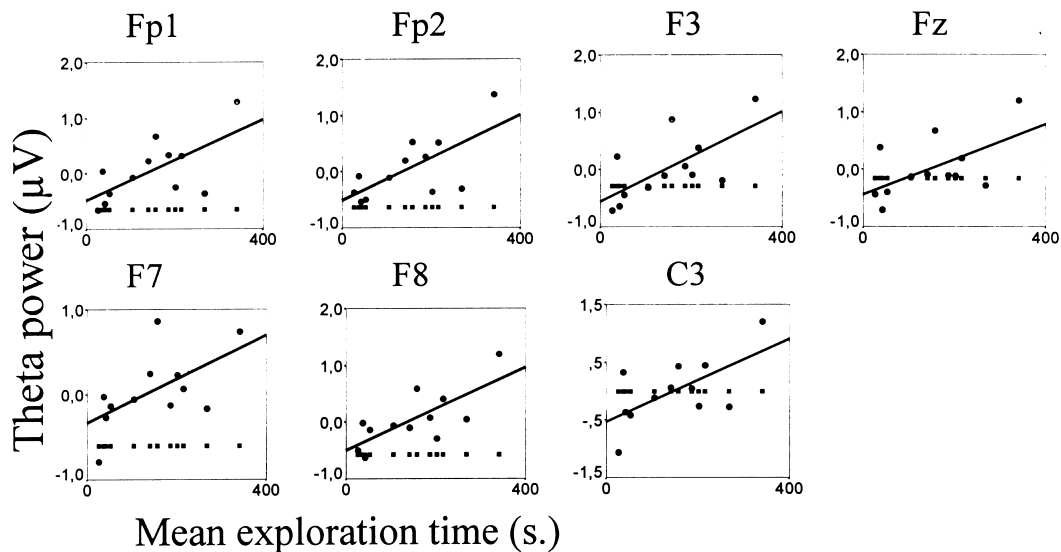 Fp1 Fp2 F3 Fz
2,0 2,0 2,0 2,0
1,0 1,0 1,0 1,0
0,0 0,0 0,0 0,0
-1,0 -1,0 -1,0 -1,0
0 400 0 400 0 400 0 400
F7 F8 C3
1,0 2,0 1,5
1,0 ,5
0,0 0,0 -,5
-1,0 -1,0 -1,5
0 400 0 400 0 400
Theta power (μV)
Mean exploration time (s.)